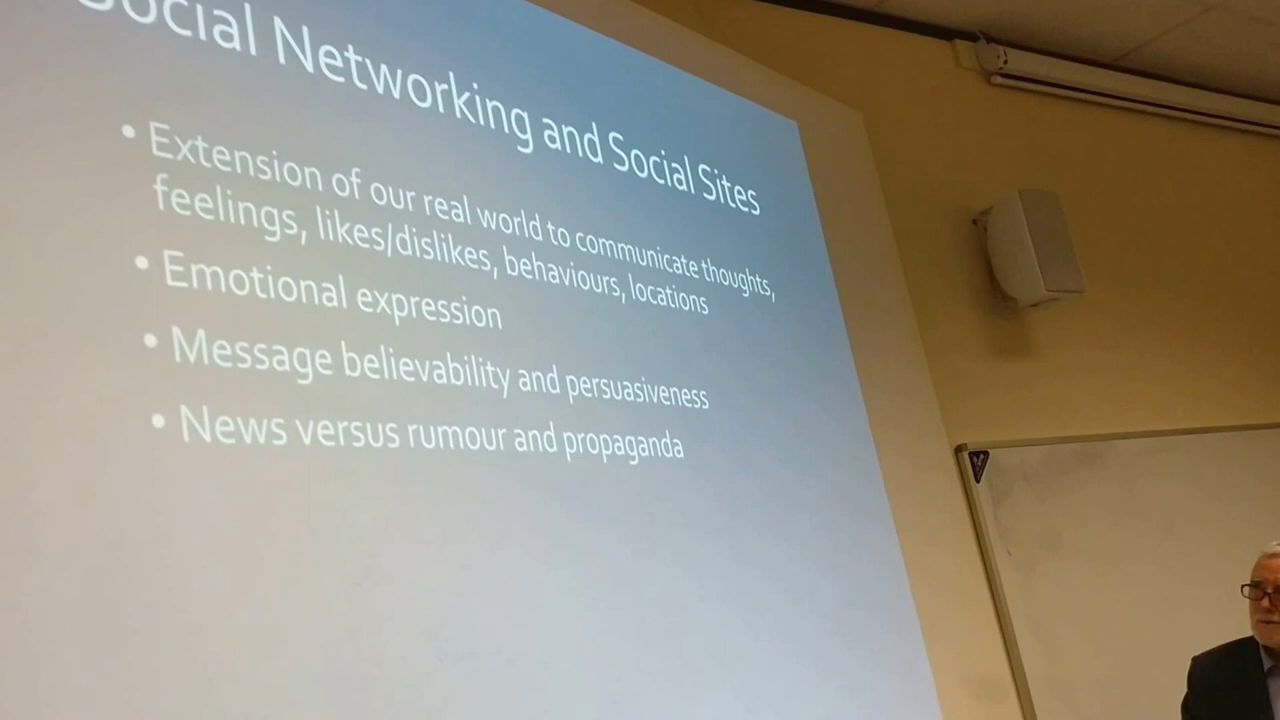 Social Networking and Social Sites
• Extension of our real world to communicate thoughts,
feelings, likes/dislikes, behaviours, locations
• Emotional expression
• Message believability and persuasiveness
• News versus rumour and propaganda